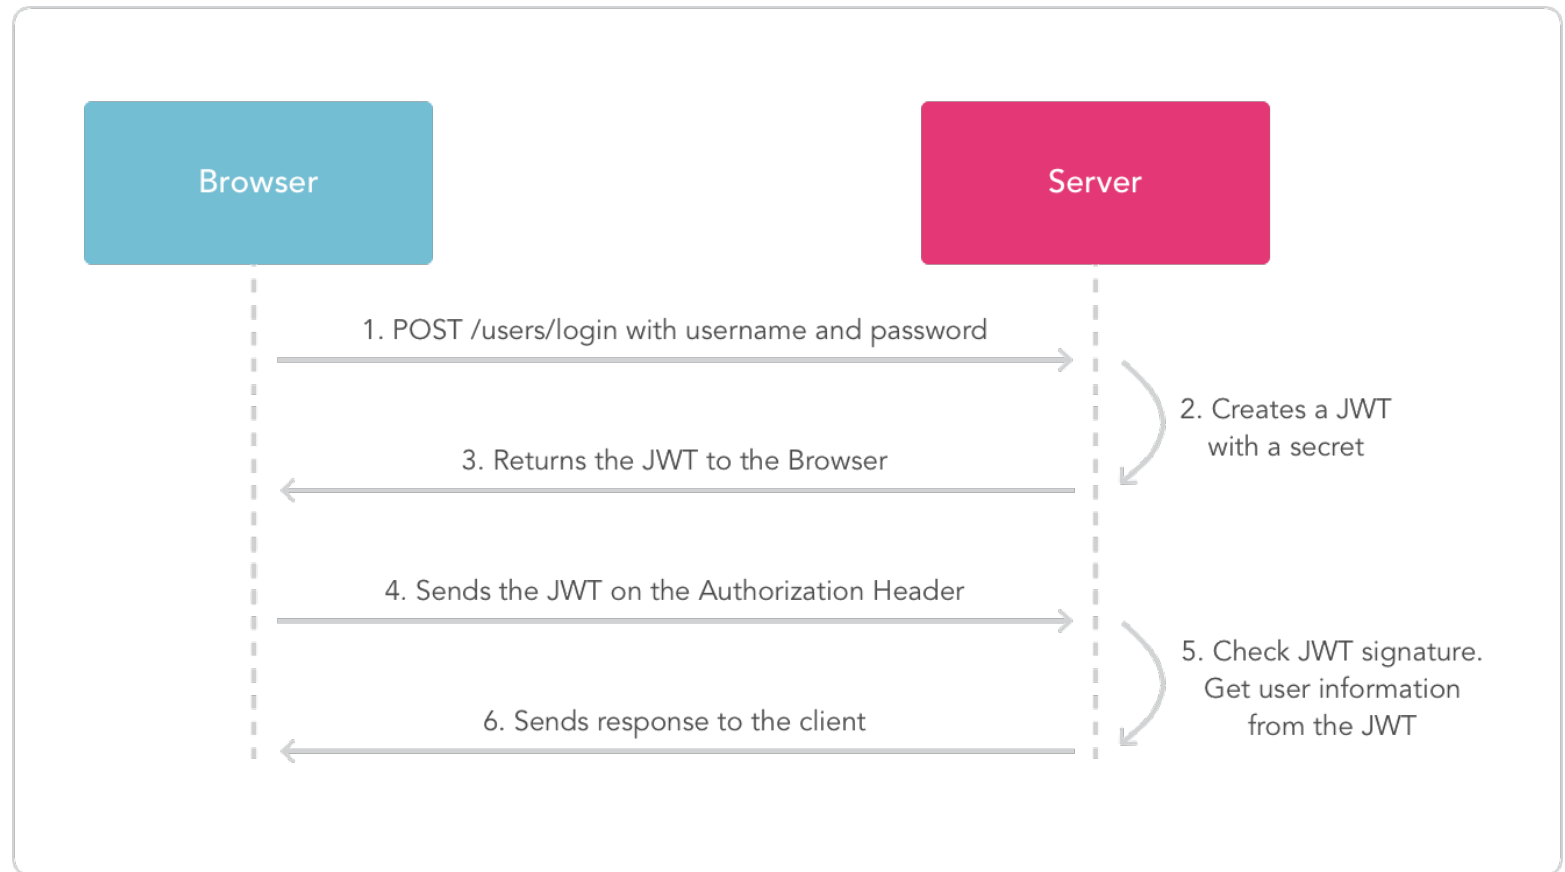 Browser
Server
1. POST /users/login with username and password
2. Creates a JWT
with a secret
3. Returns the JWT to the Browser
4. Sends the JWT on the Authorization Header
5. Check JWT signature.
Get user information
from the JWT
6. Sends response to the client